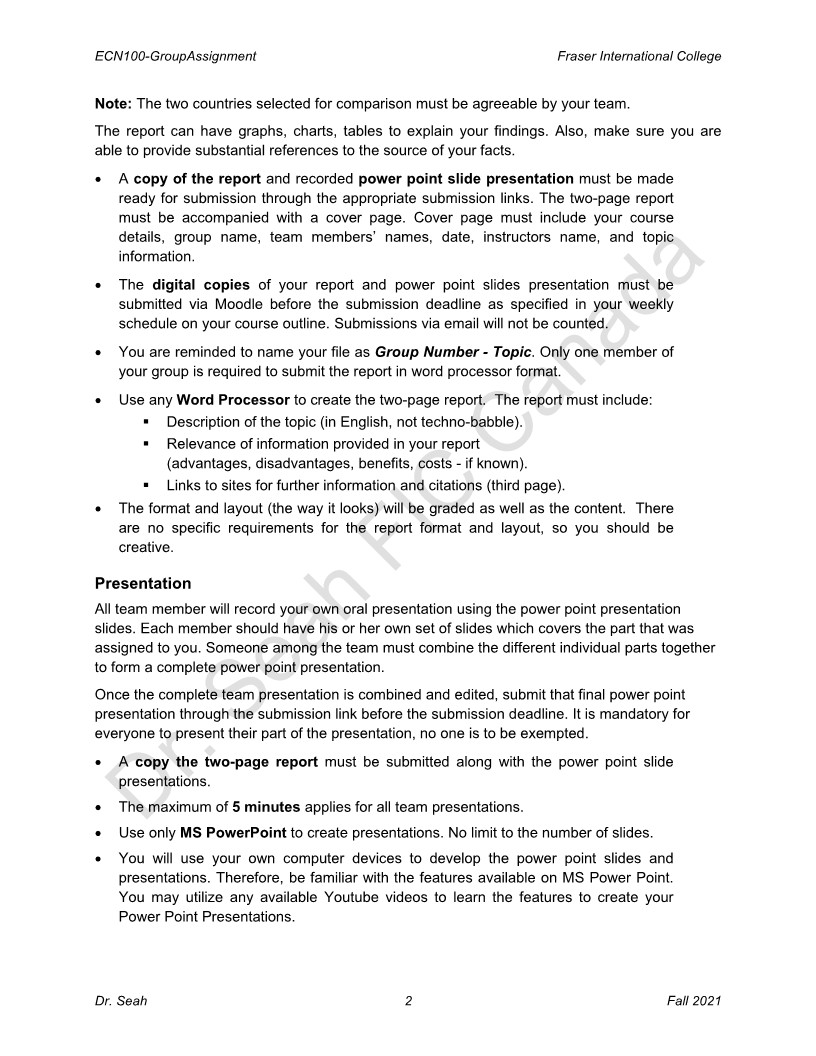 ECN100-GroupAssignment Fraser International College
Note: The two countries selected for comparison must be agreeable by your team.
The report can have graphs, charts, tables to explain your findings. Also, make sure you are
able to provide substantial references to the source of your facts.
• A copy of the report and recorded power point slide presentation must be made
ready for submission through the appropriate submission links. The two-page report
must be accompanied with a cover page. Cover page must include your course
details, group name, team members’ names, date, instructors name, and topic
information.
• The digital copies of your report and power point slides presentation must be
submitted via Moodle before the submission deadline as specified in your weekly
schedule on your course outline. Submissions via email will not be counted.
• You are reminded to name your file as Group Number - Topic. Only one member of
your group is required to submit the report in word processor format.
• Use any Word Processor to create the two-page report. The report must include:
▪ Description of the topic (in English, not techno-babble).
▪ Relevance of information provided in your report
(advantages, disadvantages, benefits, costs - if known).
▪ Links to sites for further information and citations (third page).
• The format and layout (the way it looks) will be graded as well as the content. There
are no specific requirements for the report format and layout, so you should be
creative.
Presentation
All team member will record your own oral presentation using the power point presentation
slides. Each member should have his or her own set of slides which covers the part that was
assigned to you. Someone among the team must combine the different individual parts together
to form a complete power point presentation.
Once the complete team presentation is combined and edited, submit that final power point
presentation through the submission link before the submission deadline. It is mandatory for
everyone to present their part of the presentation, no one is to be exempted.
• A copy the two-page report must be submitted along with the power point slide
presentations.
• The maximum of 5 minutes applies for all team presentations.
• Use only MS PowerPoint to create presentations. No limit to the number of slides.
• You will use your own computer devices to develop the power point slides and
presentations. Therefore, be familiar with the features available on MS Power Point.
You may utilize any available Youtube videos to learn the features to create your
Power Point Presentations.
Dr. Seah FIC Canada
Dr. Seah 2 Fall 2021